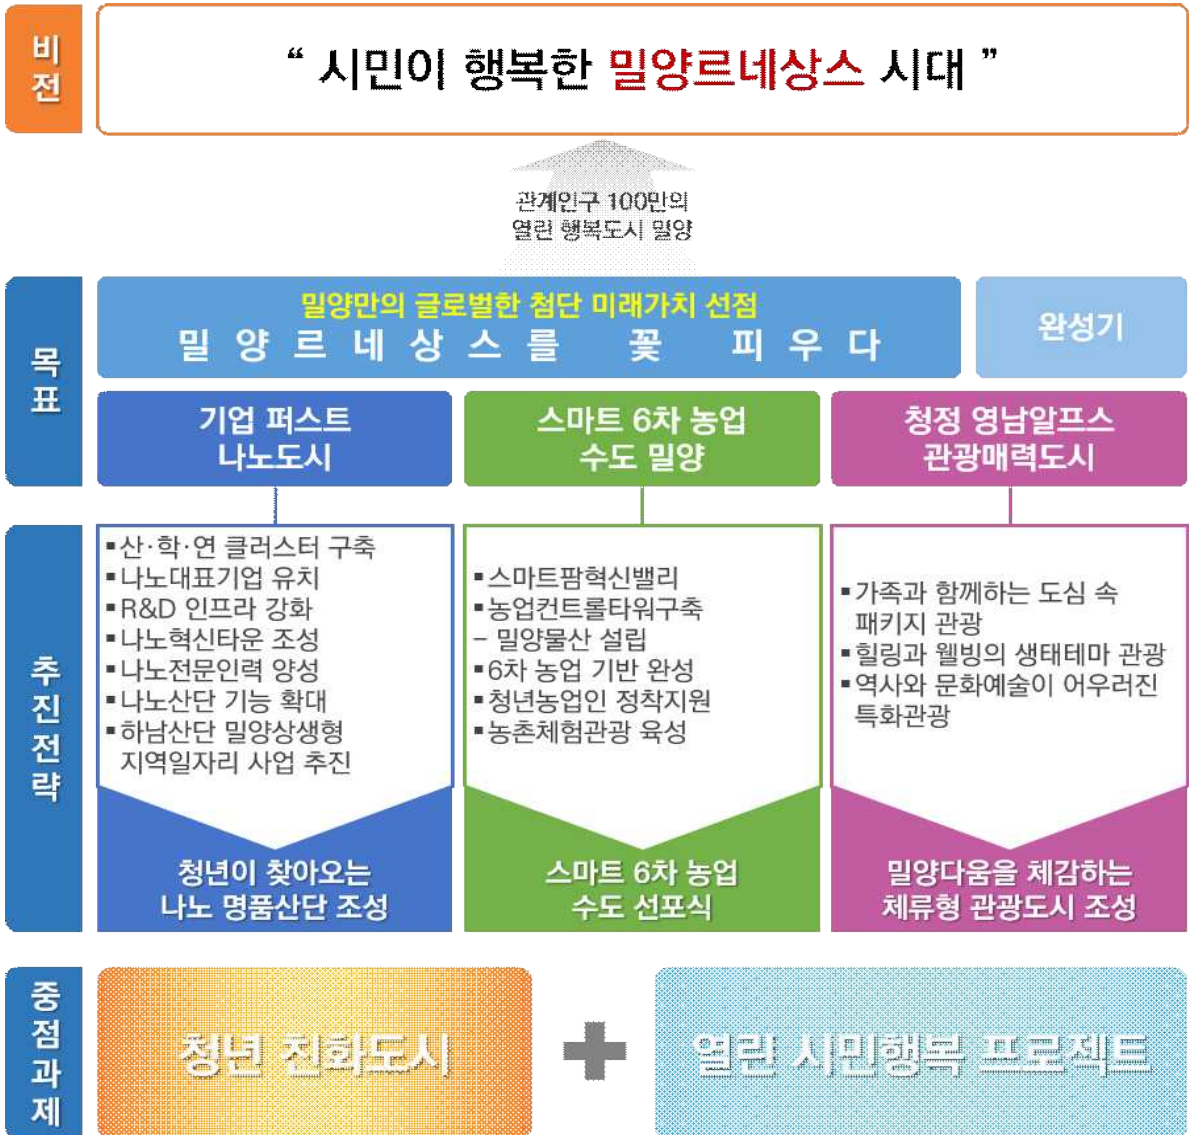 비전
“ 시민이 행복한 밀양르네상스 시대 ”
관계인구 100만의
열린 행복도시 밀양
목표
밀양만의 글로벌한 첨단 미래가치 선점
밀 양 르 네 상 스 를 꽃 피 우 다
완성기
기업 퍼스트
나노도시
스마트 6차 농업
수도 밀양
청정 영남알프스
관광매력도시
추진전략
▪산·학·연 클러스터 구축
▪나노대표기업 유치
▪R&D 인프라 강화
▪나노혁신타운 조성
▪나노전문인력 양성
▪나노산단 기능 확대
▪하남산단 밀양상생형
지역일자리 사업 추진
청년이 찾아오는
나노 명품산단 조성
▪스마트팜혁신밸리
▪농업컨트롤타워구축
– 밀양물산 설립
▪6차 농업 기반 완성
▪청년농업인 정착지원
▪농촌체험관광 육성
스마트 6차 농업
수도 선포식
▪가족과 함께하는 도심 속
패키지 관광
▪힐링과 웰빙의 생태테마 관광
▪역사와 문화예술이 어우러진
특화관광
밀양다움을 체감하는
체류형 관광도시 조성
중점과제
청년 친화도시
+
열린 시민행복 프로젝트